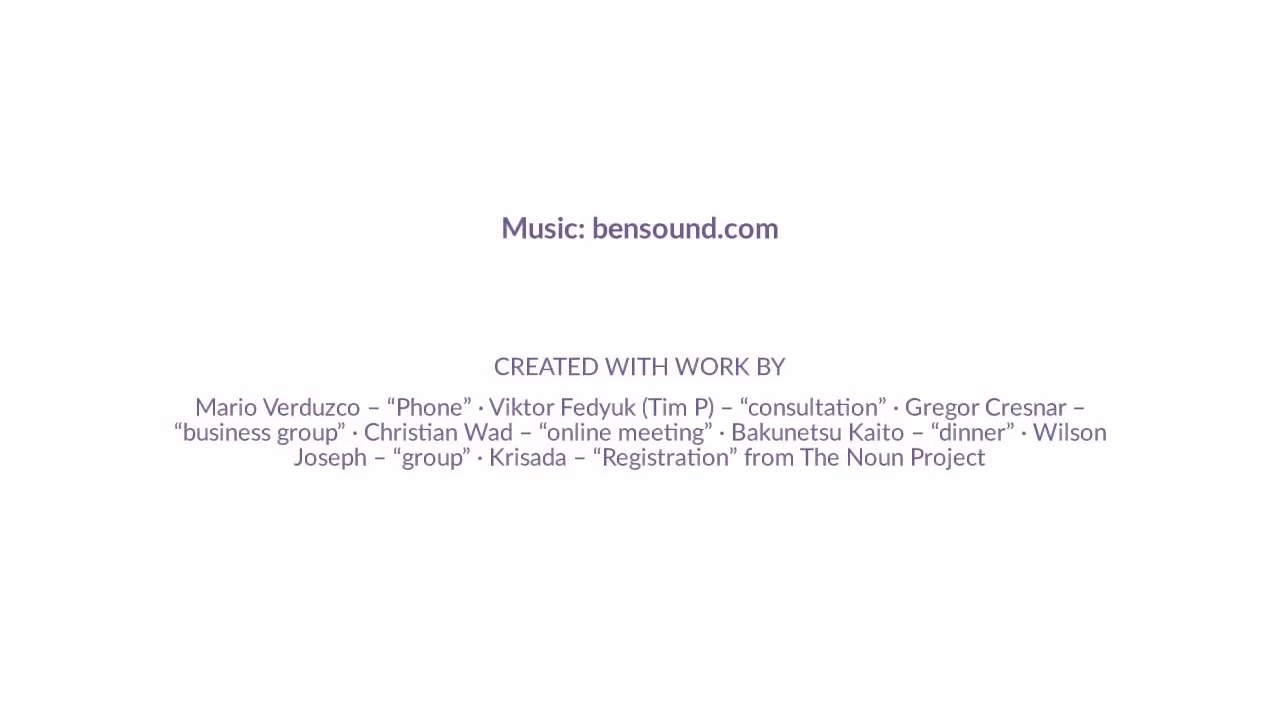 Music: bensound.com
CREATED WITH WORK BY
Mario Verduzco – “Phone” · Viktor Fedyuk (Tim P) – “consultation” · Gregor Cresnar –
“business group” · Christian Wad – “online meeting” · Bakunetsu Kaito – “dinner” · Wilson
Joseph – “group” · Krisada – “Registration” from The Noun Project